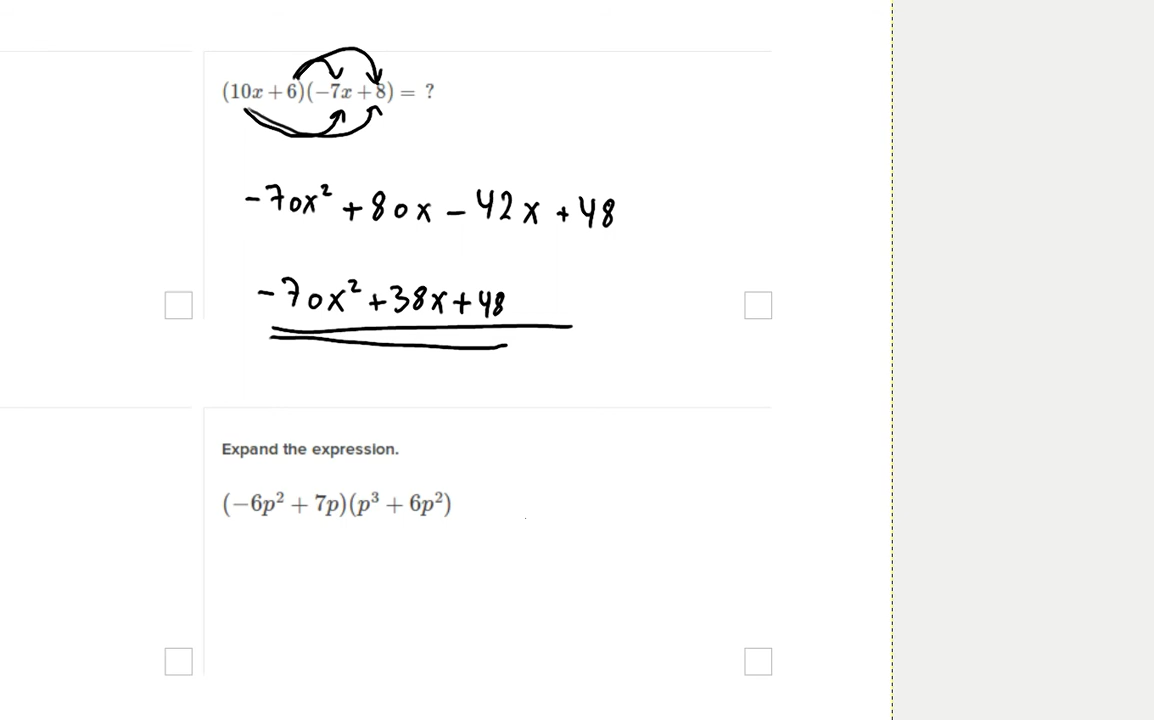 (10x + 6)(−7x + 8) = ?
-70x² + 80x - 42x + 48
-70x² + 38x + 48
Expand the expression.
(−6p² + 7p)(p³ + 6p²)